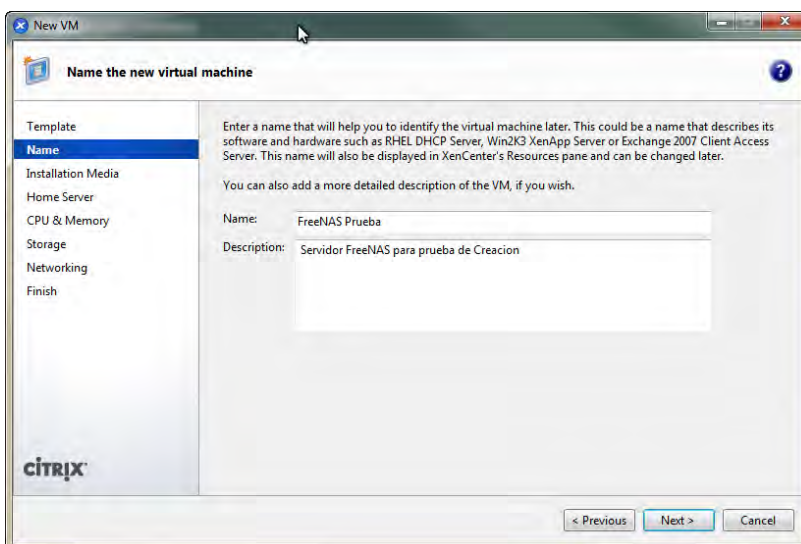 New VM
Name the new virtual machine
Template
Name
Installation Media
Home Server
CPU & Memory
Storage
Networking
Finish
Enter a name that will help you to identify the virtual machine later. This could be a name that describes its
software and hardware such as RHEL DHCP Server, Win2K3 XenApp Server or Exchange 2007 Client Access
Server. This name will also be displayed in XenCenter's Resources pane and can be changed later.
You can also add a more detailed description of the VM, if you wish.
Name: FreeNAS Prueba
Description: Servidor FreeNAS para prueba de Creacion
CITRIX
< Previous Next > Cancel